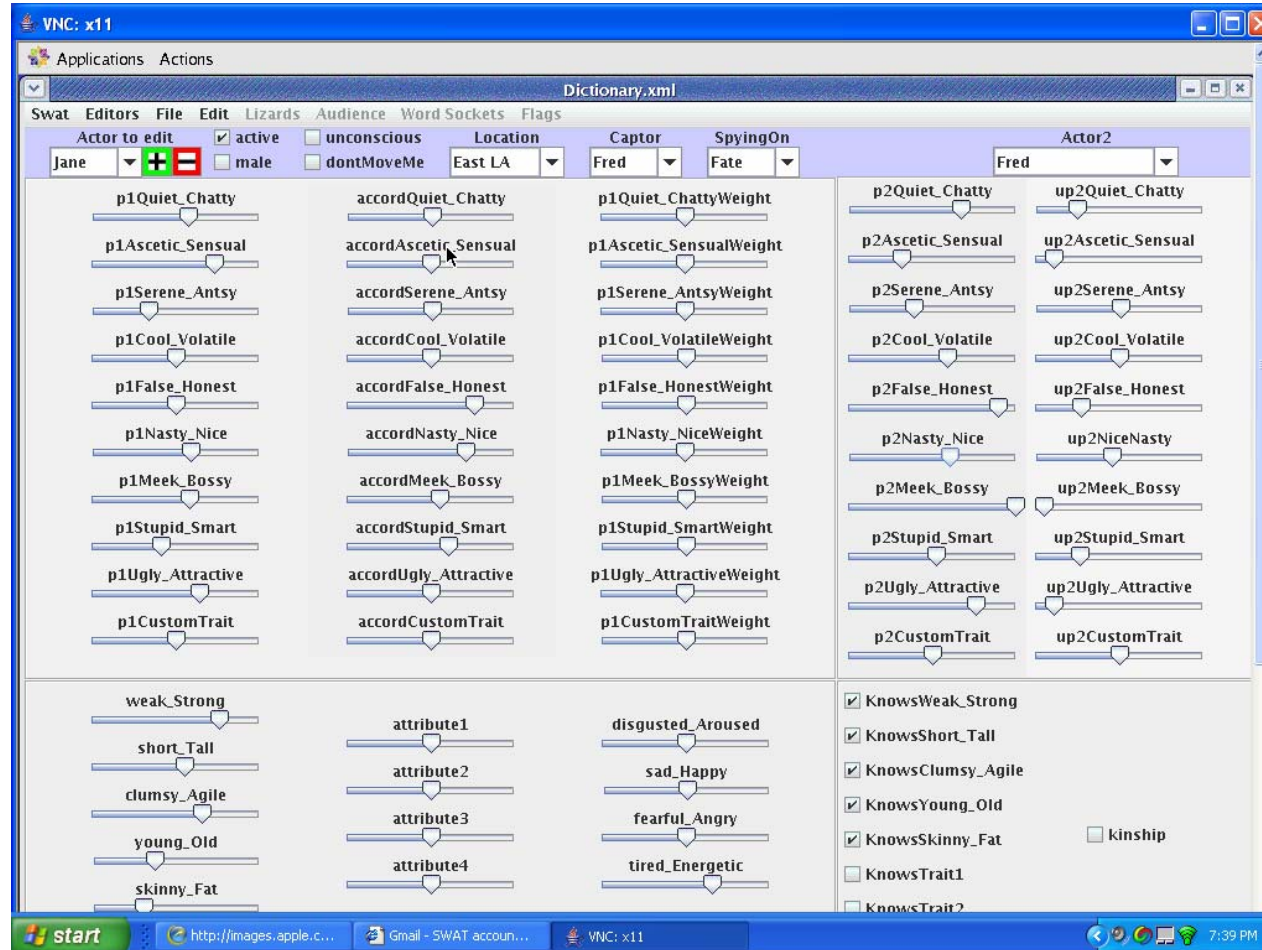 VNC: x11
Applications Actions
Dictionary.xml
Swat Editors File Edit Lizards Audience Word Sockets Flags
Actor to edit active unconscious Location Captor SpyingOn Actor2
Jane male dontMoveMe East LA Fred Fate Fred
p1Quiet_Chatty accordQuiet_Chatty p1Quiet_ChattyWeight p2Quiet_Chatty up2Quiet_Chatty
p1Ascetic_Sensual accordAscetic_Sensual p1Ascetic_SensualWeight p2Ascetic_Sensual up2Ascetic_Sensual
p1Serene_Antsy accordSerene_Antsy p1Serene_AntsyWeight p2Serene_Antsy up2Serene_Antsy
p1Cool_Volatile accordCool_Volatile p1Cool_VolatileWeight p2Cool_Volatile up2Cool_Volatile
p1False_Honest accordFalse_Honest p1False_HonestWeight p2False_Honest up2False_Honest
p1Nasty_Nice accordNasty_Nice p1Nasty_NiceWeight p2Nasty_Nice up2NiceNasty
p1Meek_Bossy accordMeek_Bossy p1Meek_BossyWeight p2Meek_Bossy up2Meek_Bossy
p1Stupid_Smart accordStupid_Smart p1Stupid_SmartWeight p2Stupid_Smart up2Stupid_Smart
p1Ugly_Attractive accordUgly_Attractive p1Ugly_AttractiveWeight p2Ugly_Attractive up2Ugly_Attractive
p1CustomTrait accordCustomTrait p1CustomTraitWeight p2CustomTrait up2CustomTrait
weak_Strong
short_Tall
clumsy_Agile
young_Old
skinny_Fat
attribute1
attribute2
attribute3
attribute4
disgusted_Aroused
sad_Happy
fearful_Angry
tired_Energetic
KnowsWeak_Strong
KnowsShort_Tall
KnowsClumsy_Agile
KnowsYoung_Old
KnowsSkinny_Fat kinship
KnowsTrait1
KnowsTrait2
start http://images.apple.c... Gmail - SWAT accoun... VNC: x11 7:39 PM